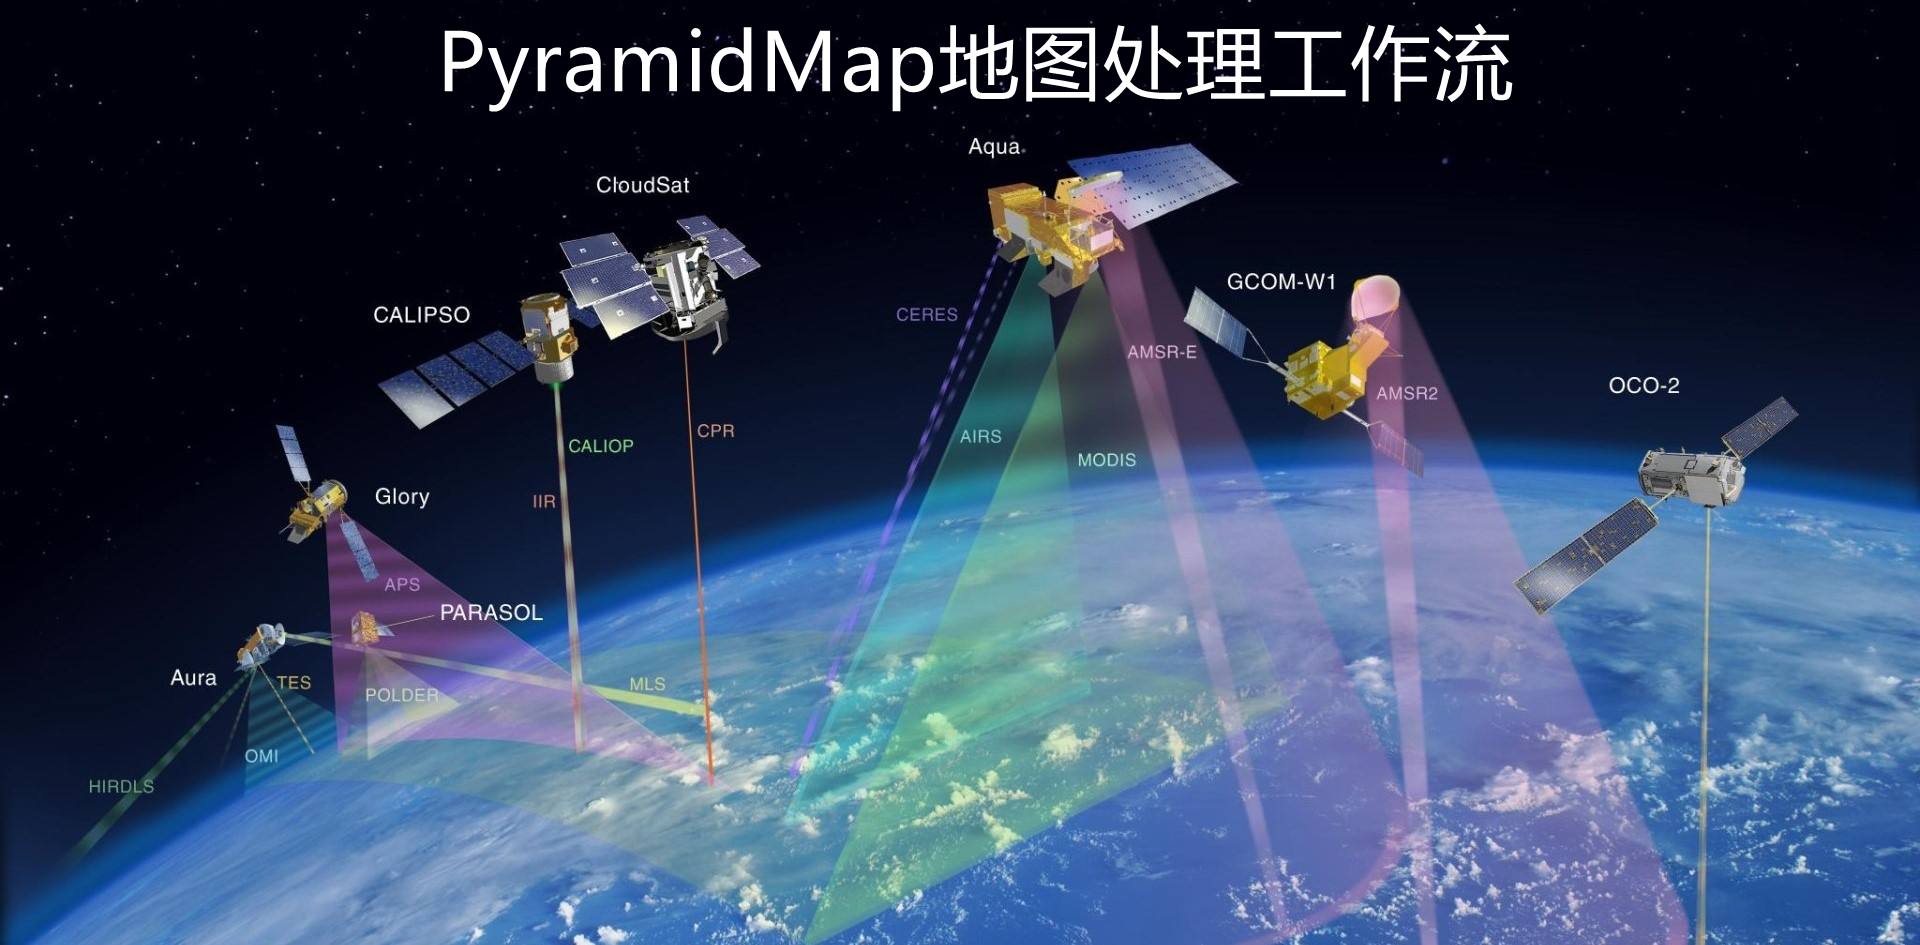 PyramidMap地图处理工作流
Aqua
CloudSat
GCOM-W1
CALIPSO
CERES
AMSR-E
OCO-2
AMSR2
CPR
AIRS
CALIOP
MODIS
IIR
Glory
APS
PARASOL
Aura
TES
MLS
POLDER
OMI
HIRDLS